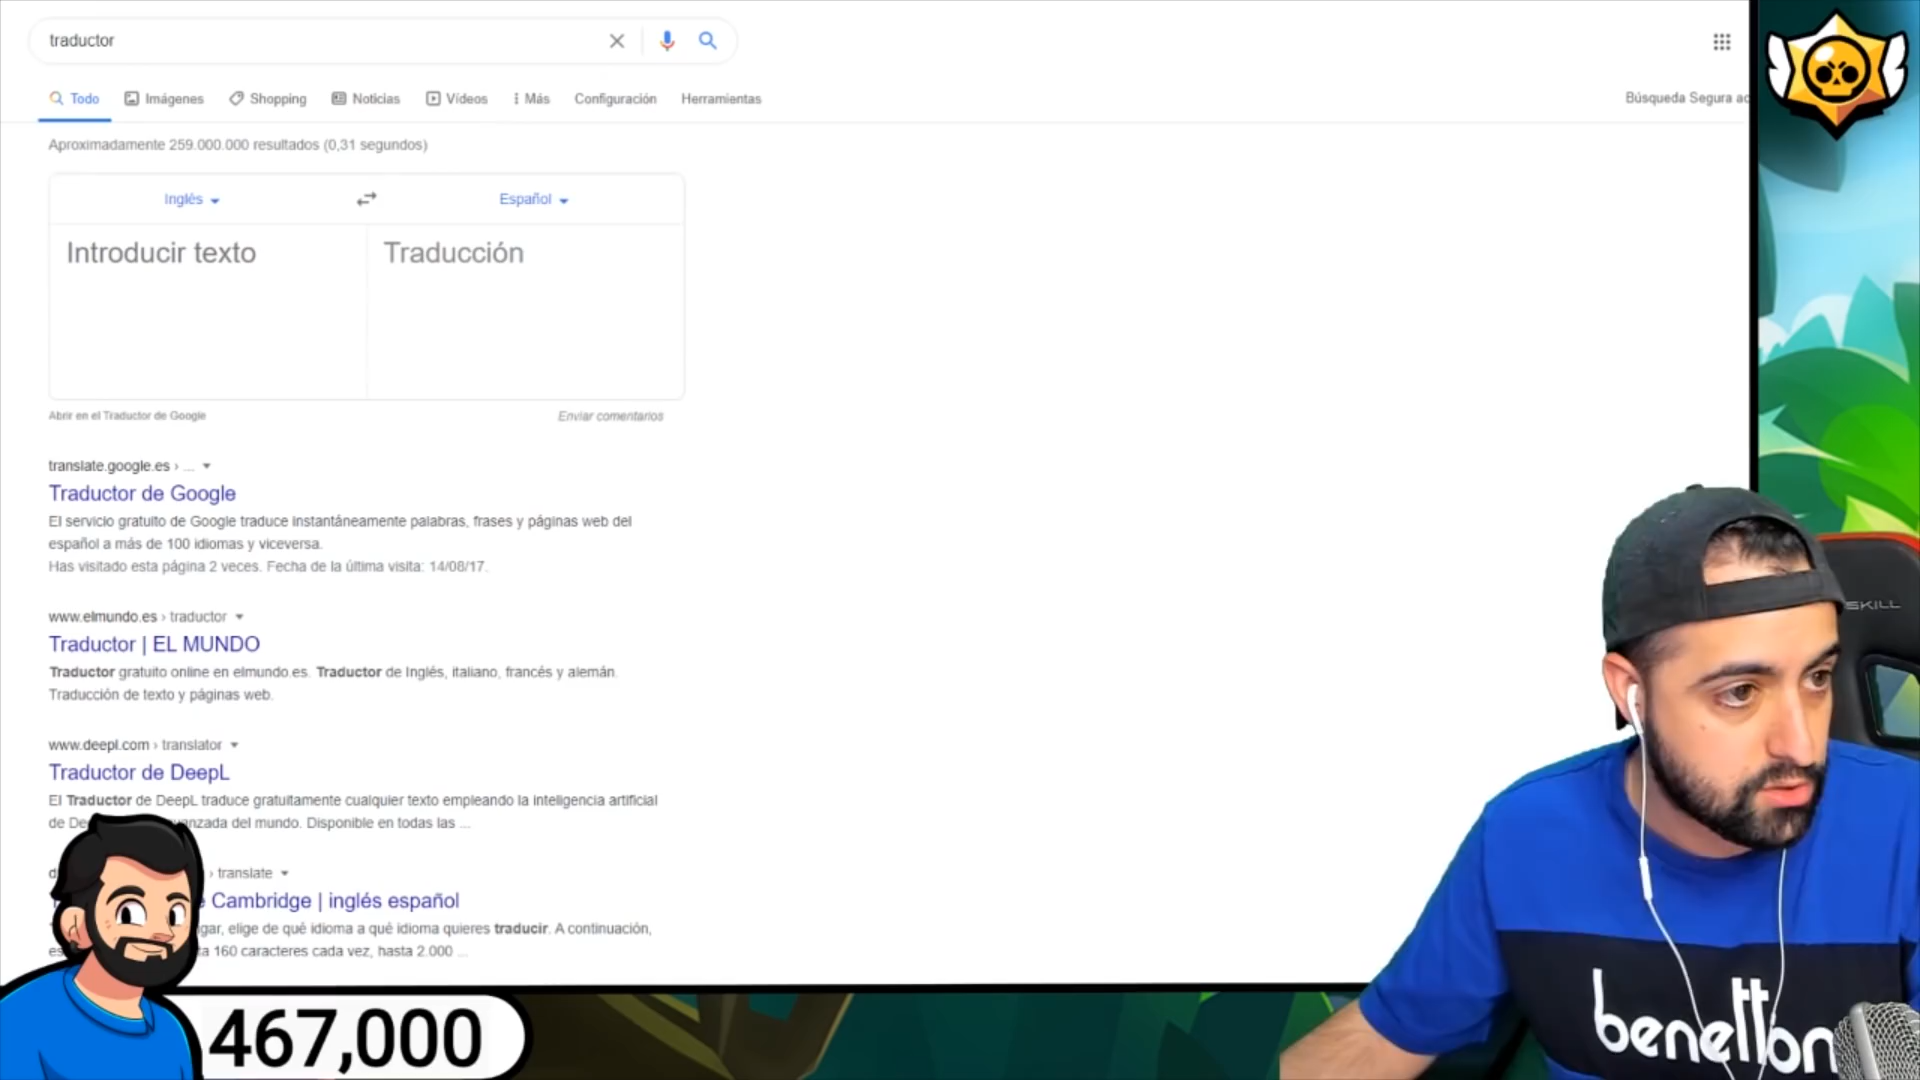 traductor
Todo Imágenes Shopping Noticias Vídeos Más Configuración Herramientas Búsqueda Segura
Aproximadamente 259.000.000 resultados (0,31 segundos)
Inglés Español
Introducir texto Traducción
Abrir en el Traductor de Google Enviar comentarios
translate.google.es › ...
Traductor de Google
El servicio gratuito de Google traduce instantáneamente palabras, frases y páginas web del
español a más de 100 idiomas y viceversa.
Has visitado esta página 2 veces. Fecha de la última visita: 14/08/17.
www.elmundo.es › traductor
Traductor | EL MUNDO
Traductor gratuito online en elmundo.es. Traductor de Inglés, italiano, francés y alemán.
Traducción de texto y páginas web.
www.deepl.com › translator
Traductor de DeepL
El Traductor de DeepL traduce gratuitamente cualquier texto empleando la inteligencia artificial
de del mundo. Disponible en todas las ...
› translate
Cambridge | inglés español
elige de qué idioma a qué idioma quieres traducir. A continuación,
160 caracteres cada vez, hasta 2.000 ...
467,000
SKILL
benetton